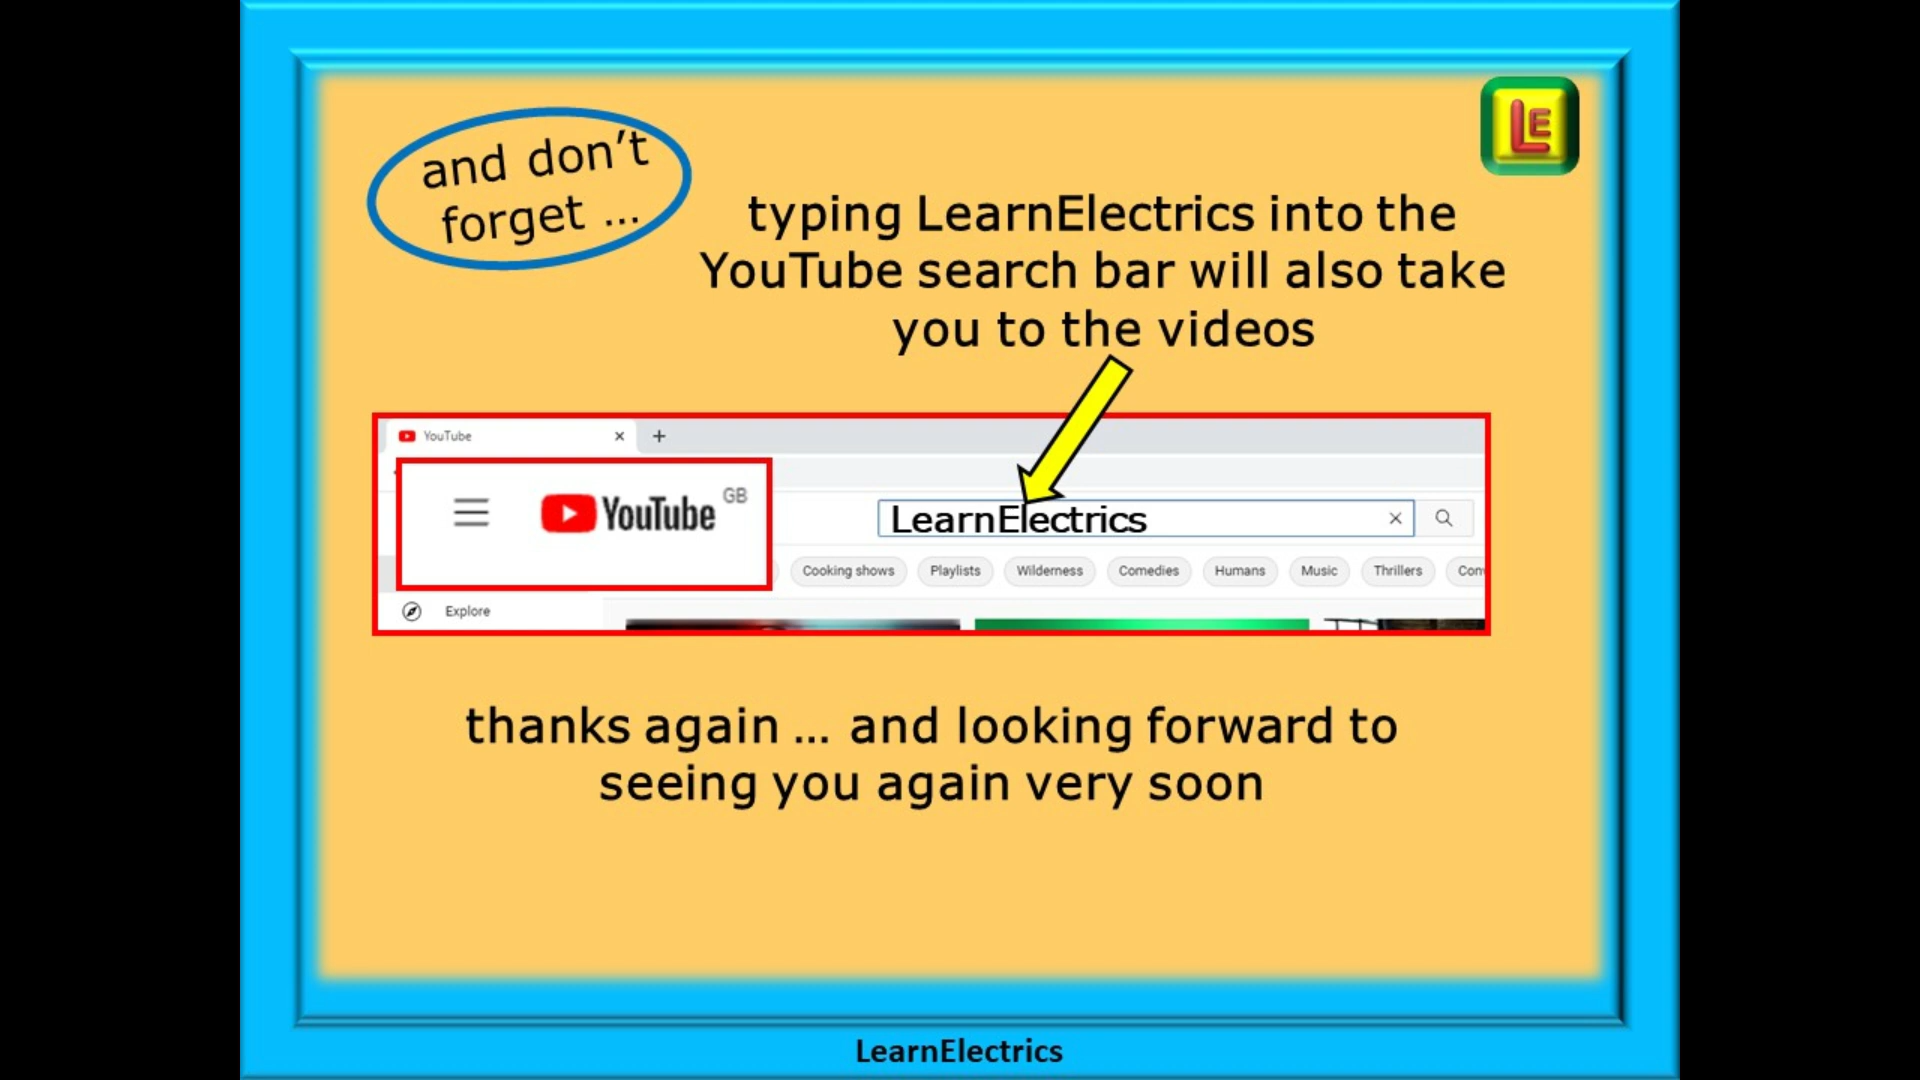 and don't
forget ...
LE
typing LearnElectrics into the
YouTube search bar will also take
you to the videos
YouTube
YouTube GB
LearnElectrics
Cooking shows Playlists Wilderness Comedies Humans Music Thrillers
Explore
thanks again ... and looking forward to
seeing you again very soon
LearnElectrics